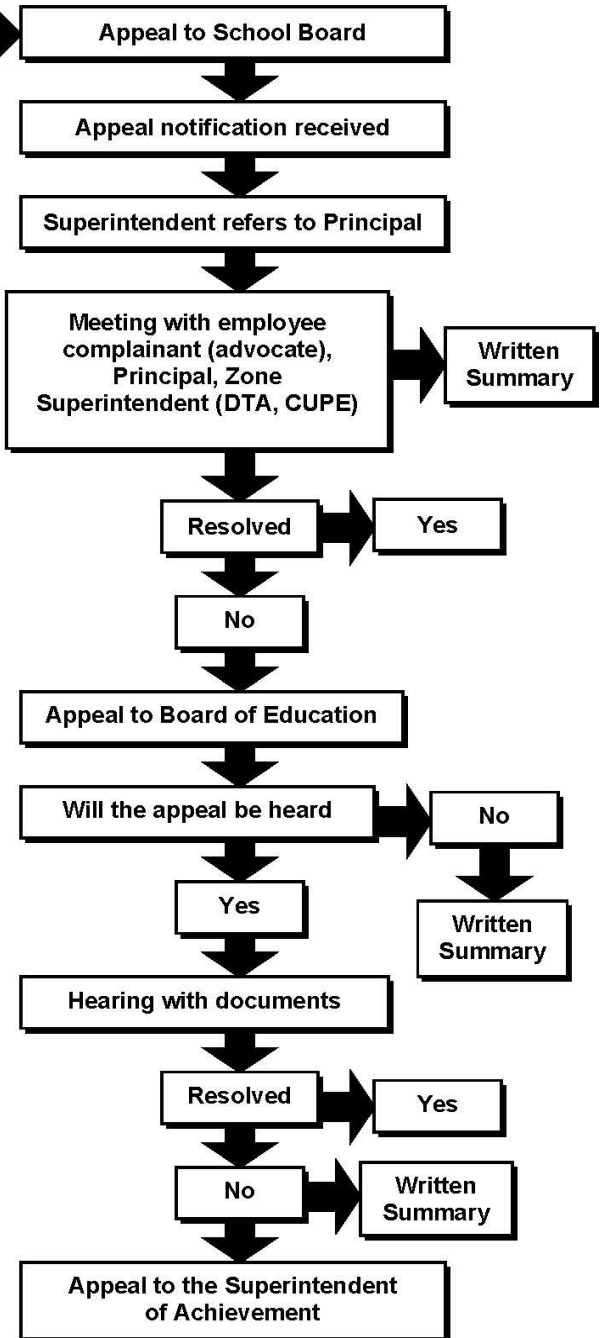 Appeal to School Board
Appeal notification received
Superintendent refers to Principal
Meeting with employee
complainant (advocate),
Principal, Zone
Superintendent (DTA, CUPE)
Written
Summary
Resolved
Yes
No
Appeal to Board of Education
Will the appeal be heard
No
Yes
Written
Summary
Hearing with documents
Resolved
Yes
No
Written
Summary
Appeal to the Superintendent
of Achievement